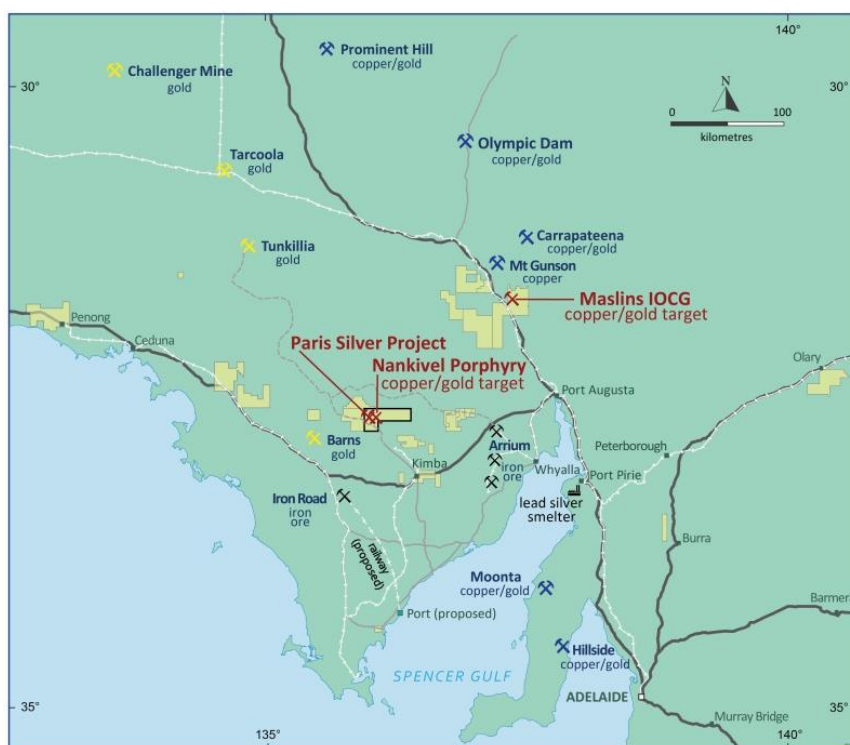 140°
Prominent Hill
copper/gold
Challenger Mine
gold
30°
30°
N
0
100
kilometres
Olympic Dam
copper/gold
Tarcoola
gold
Carrapateena
copper/gold
Tunkillia
gold
Mt Gunson
copper
Maslins IOCG
copper/gold target
Penong
Ceduna
Paris Silver Project
Nankivel Porphyry
copper/gold target
Olary
Port Augusta
Barns
gold
Arrium
iron
ore
Peterborough
Kimba
Whyalla
Port Pirie
Iron Road
iron
ore
lead silver
smelter
railway
(proposed)
Burra
Moonta
copper/gold
Barmera
Port (proposed)
Hillside
copper/gold
SPENCER GULF
ADELAIDE
35°
35°
Murray Bridge
135°
140°